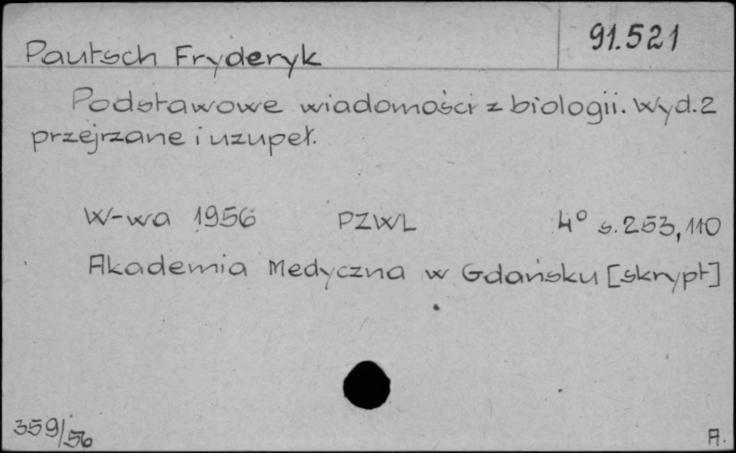 91.521
Pautsch Fryderyk
Podstawowe wiadomości z biologii. Wyd. 2
przejrzane i uzupeł.
W-wa 1956 PZWL 4° s. 253, 110
Akademia Medyczna w Gdańsku [skrypt]
359/56
A.